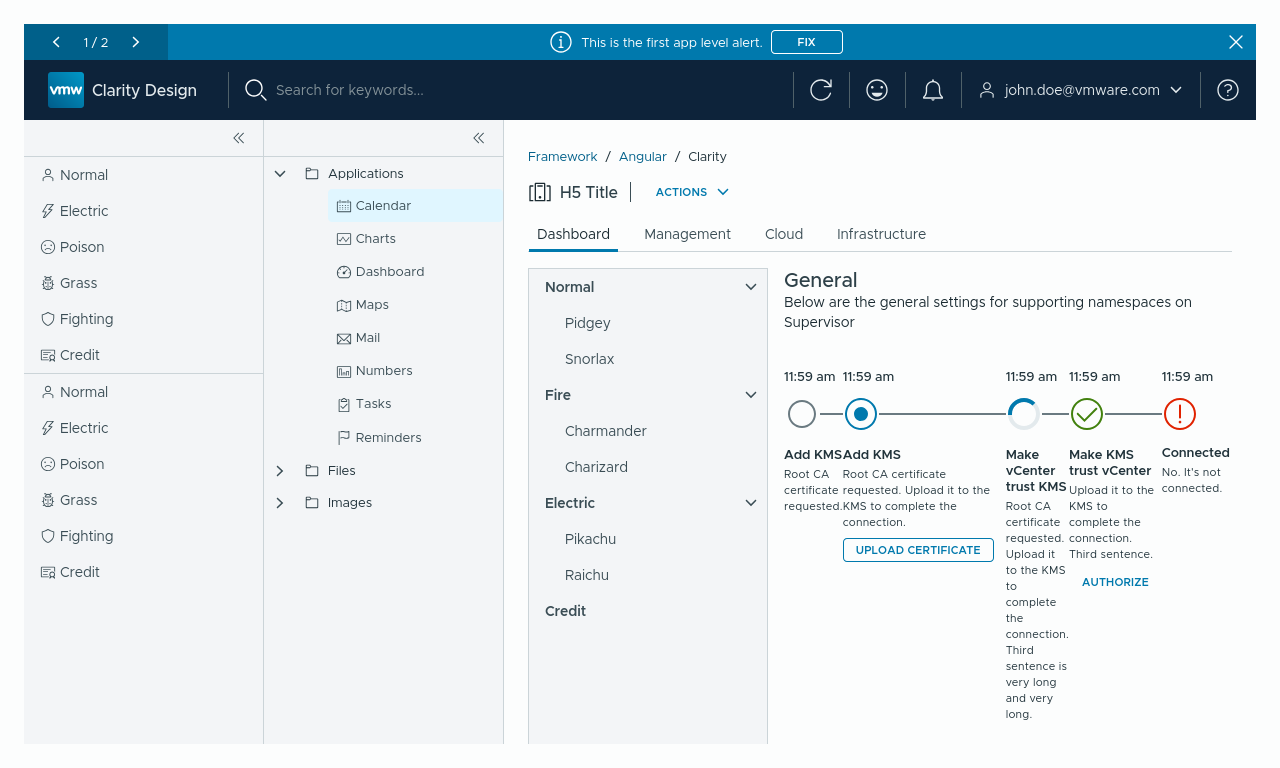 1 / 2
This is the first app level alert.
FIX
vmw
Clarity Design
Search for keywords...
john.doe@vmware.com
Normal
Electric
Poison
Grass
Fighting
Credit
Normal
Electric
Poison
Grass
Fighting
Credit
Applications
Calendar
Charts
Dashboard
Maps
Mail
Numbers
Tasks
Reminders
Files
Images
Framework / Angular / Clarity
H5 Title
ACTIONS
Dashboard
Management
Cloud
Infrastructure
Normal
Pidgey
Snorlax
Fire
Charmander
Charizard
Electric
Pikachu
Raichu
Credit
General
Below are the general settings for supporting namespaces on
Supervisor
11:59 am
Add KMS
Root CA
certificate
requested.
11:59 am
Add KMS
Root CA certificate
requested. Upload it to the
KMS to complete the
connection.
UPLOAD CERTIFICATE
11:59 am
Make
vCenter
trust KMS
Root CA
certificate
requested.
Upload it
to the KMS
to
complete
the
connection.
Third
sentence is
very long
and very
long.
11:59 am
Make KMS
trust vCenter
Upload it to the
KMS to
complete the
connection.
Third sentence.
AUTHORIZE
11:59 am
Connected
No. It's not
connected.